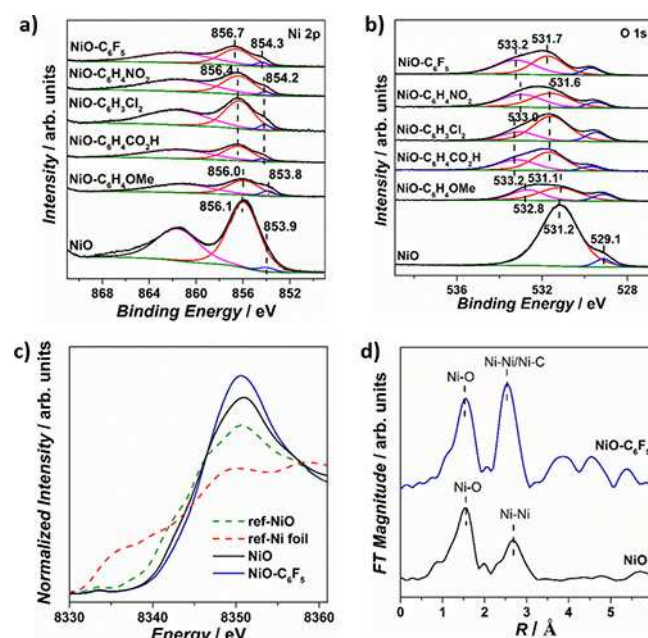 a)
Ni 2p
856.7
854.3
NiO-C6F5
856.4
854.2
NiO-C6H4NO2
NiO-C6H3Cl2
NiO-C6H4CO2H
856.0
853.8
NiO-C6H4OMe
856.1
853.9
NiO
Intensity / arb. units
868 864 860 856 852
Binding Energy / eV
b)
O 1s
533.2
531.7
NiO-C6F5
531.6
NiO-C6H4NO2
533.0
NiO-C6H3Cl2
NiO-C6H4CO2H
533.2
531.1
NiO-C6H4OMe
532.8
531.2
529.1
NiO
Intensity / arb. units
536 532 528
Binding Energy / eV
c)
Normalized Intensity / arb. units
ref-NiO
ref-Ni foil
NiO
NiO-C6F5
8330 8340 8350 8360
Energy / eV
d)
Ni-Ni/Ni-C
Ni-O
NiO-C6F5
Ni-O
Ni-Ni
NiO
FT Magnitude / arb. units
0 1 2 3 4 5
R / Å